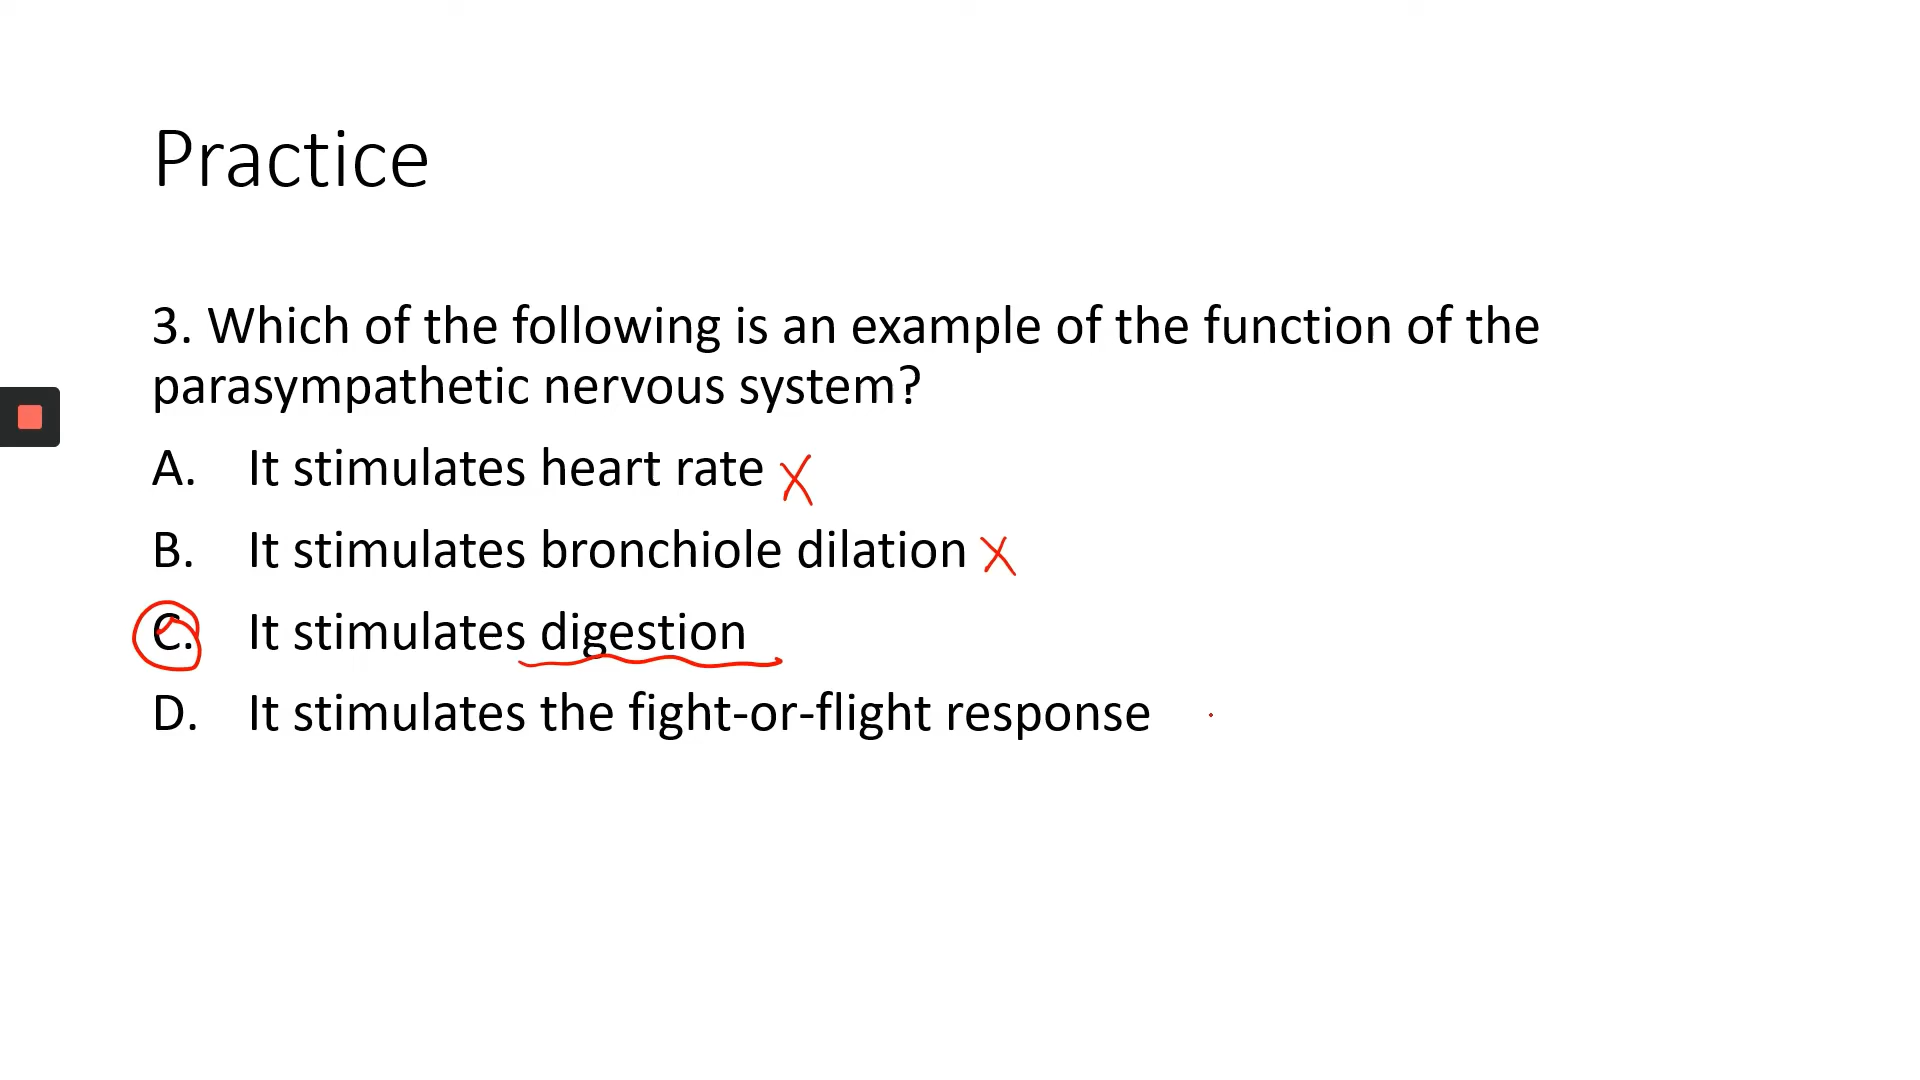 Practice
3. Which of the following is an example of the function of the
parasympathetic nervous system?
A. It stimulates heart rate X
B. It stimulates bronchiole dilation X
C. It stimulates digestion
D. It stimulates the fight-or-flight response